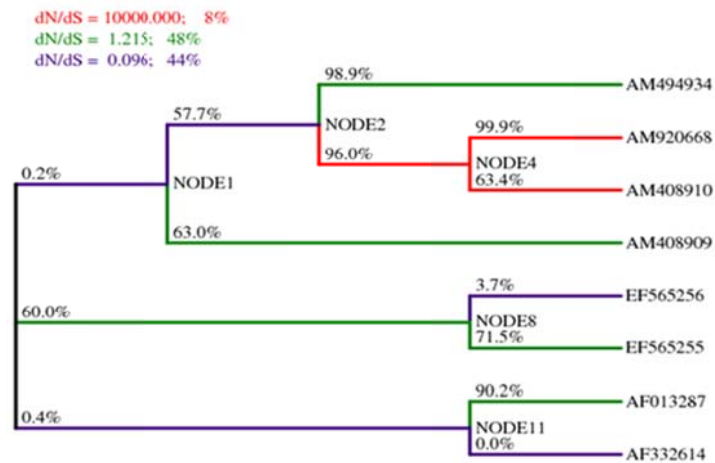 dN/dS = 10000.000; 8%
dN/dS = 1.215; 48%
dN/dS = 0.096; 44%
98.9%
AM494934
57.7%
NODE2
99.9%
AM920668
96.0%
NODE4
63.4%
AM408910
0.2%
NODE1
63.0%
AM408909
3.7%
EF565256
60.0%
NODE8
71.5%
EF565255
90.2%
AF013287
0.4%
NODE11
0.0%
AF332614